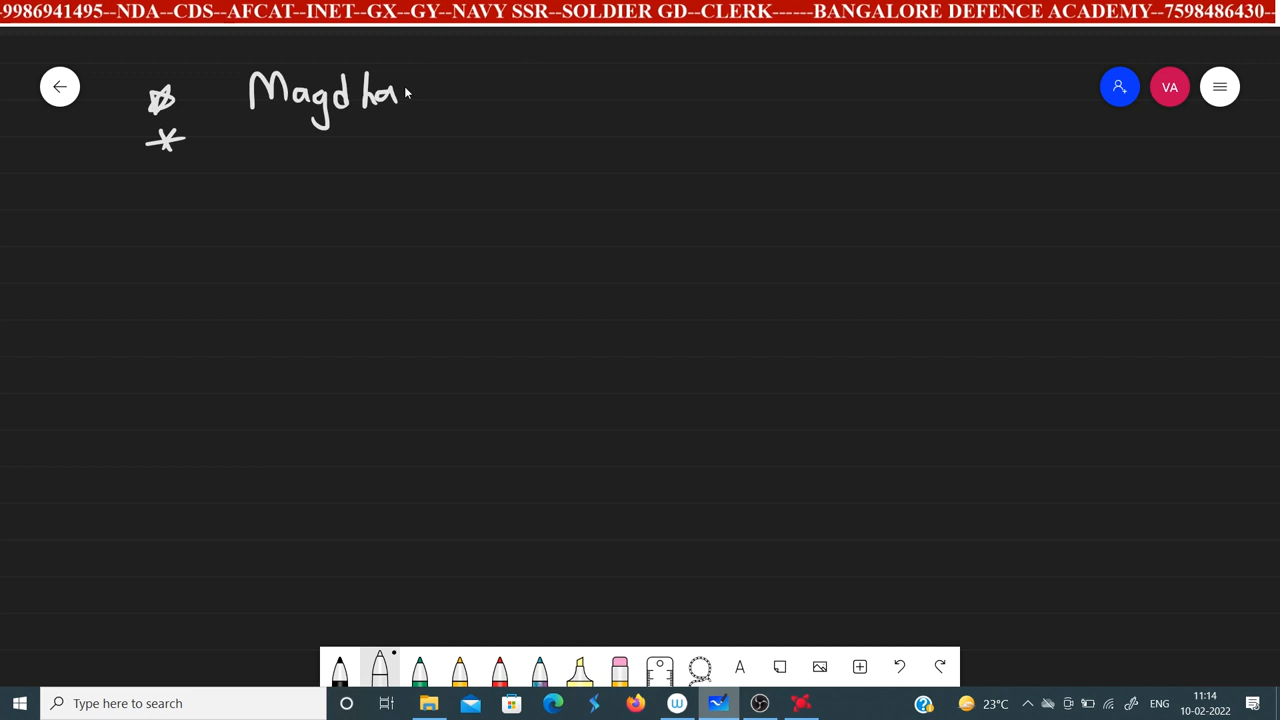 -9986941495--NDA--CDS--AFCAT--INET--GX--GY--NAVY SSR--SOLDIER GD--CLERK------BANGALORE DEFENCE ACADEMY--7598486430--
Magdha
VA
A
Type here to search
23°C
ENG
11:14
10-02-2022